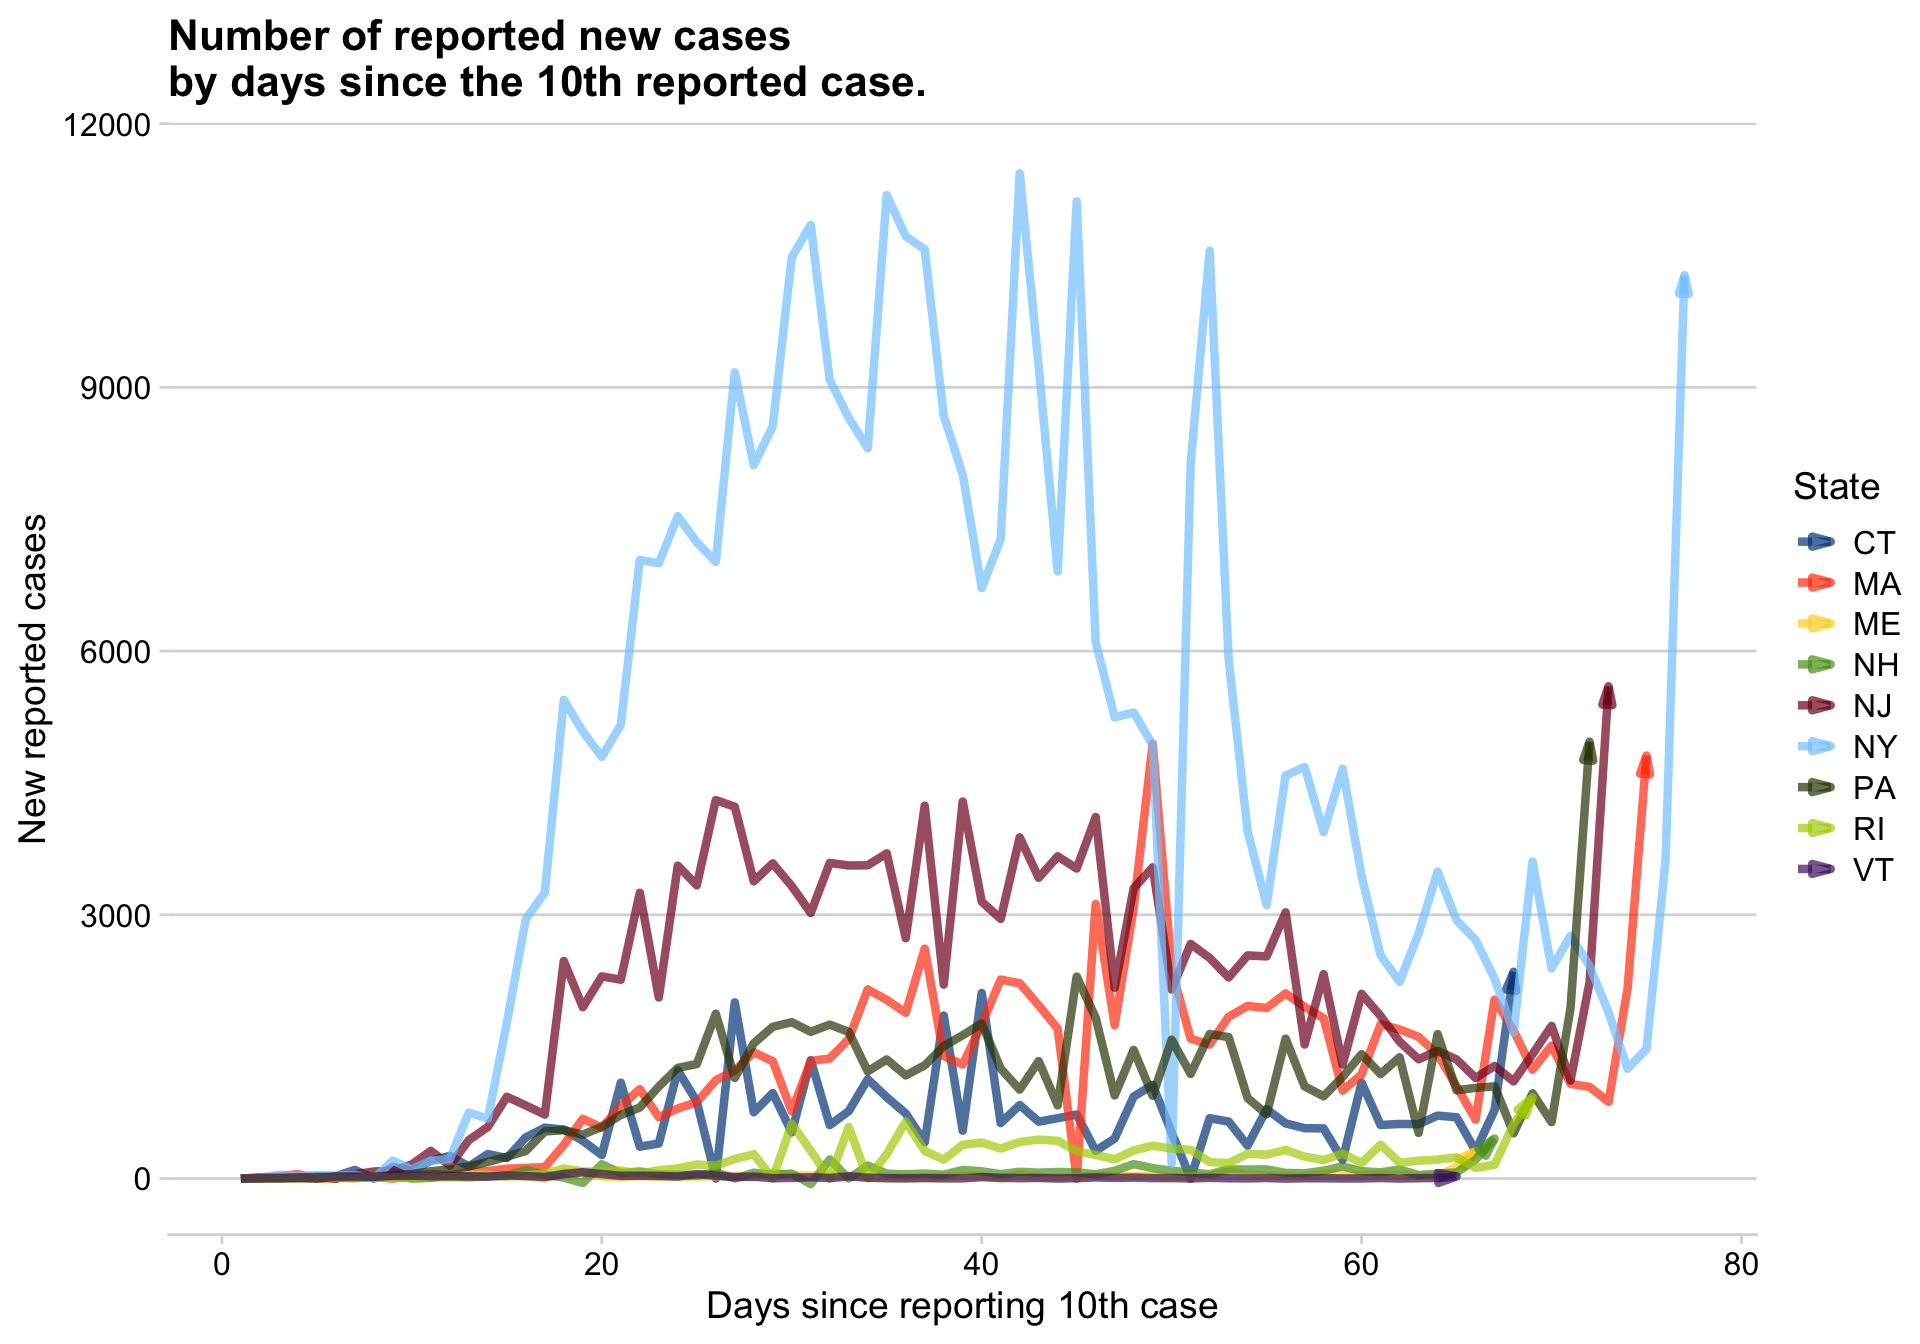 Number of reported new cases
by days since the 10th reported case.
12000
9000
6000
3000
0
New reported cases
0 20 40 60 80
Days since reporting 10th case
State
CT
MA
ME
NH
NJ
NY
PA
RI
VT